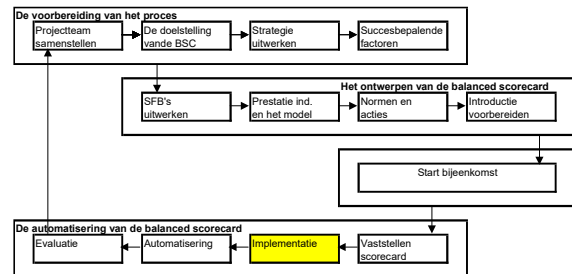 De voorbereiding van het proces
Projectteam
samenstellen
De doelstelling
vande BSC
Strategie
uitwerken
Succesbepalende
factoren
Het ontwerpen van de balanced scorecard
SFB's
uitwerken
Prestatie ind.
en het model
Normen en
acties
Introductie
voorbereiden
Start bijeenkomst
De automatisering van de balanced scorecard
Evaluatie
Automatisering
Implementatie
Vaststellen
scorecard